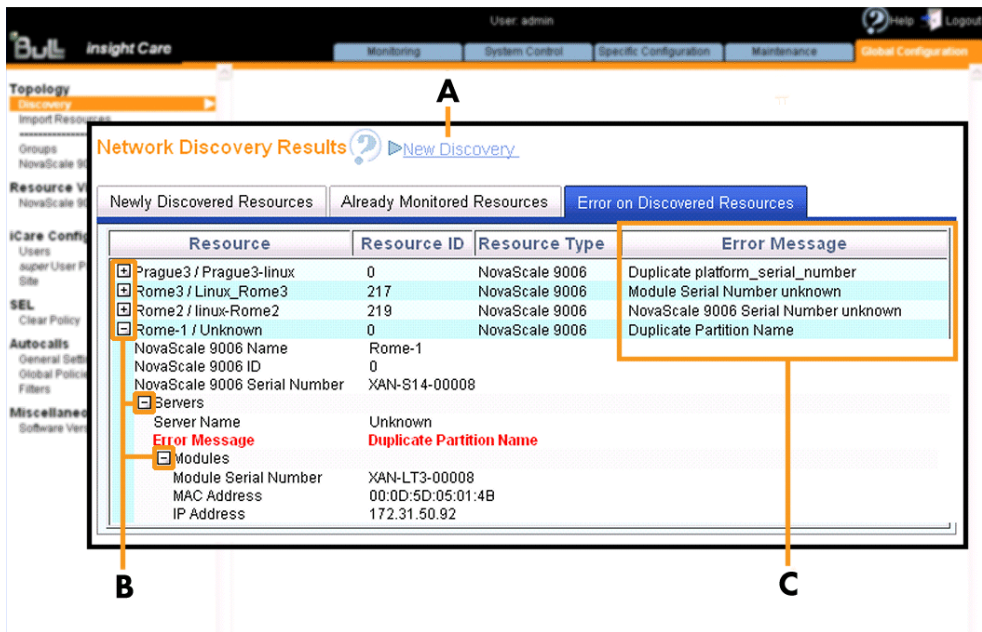 User: admin
Help Logout
Bull insight Care
Monitoring System Control Specific Configuration Maintenance Global Configuration
Topology
Discovery
Import Resources
Groups
NovaScale 90
Resource Vi
NovaScale 90
iCare Config
Users
super User P
Site
SEL
Clear Policy
Autocalls
General Setti
Global Policie
Filters
Miscellaneo
Software Vers
A
Network Discovery Results New Discovery
Newly Discovered Resources Already Monitored Resources Error on Discovered Resources
Resource Resource ID Resource Type Error Message
Prague3 / Prague3-linux 0 NovaScale 9006 Duplicate platform_serial_number
Rome3 / Linux_Rome3 217 NovaScale 9006 Module Serial Number unknown
Rome2 / linux-Rome2 219 NovaScale 9006 NovaScale 9006 Serial Number unknown
Rome-1 / Unknown 0 NovaScale 9006 Duplicate Partition Name
NovaScale 9006 Name Rome-1
NovaScale 9006 ID 0
NovaScale 9006 Serial Number XAN-S14-00008
Servers
Server Name Unknown
Error Message Duplicate Partition Name
Modules
Module Serial Number XAN-LT3-00008
MAC Address 00:0D:5D:05:01:4B
IP Address 172.31.50.92
B
C